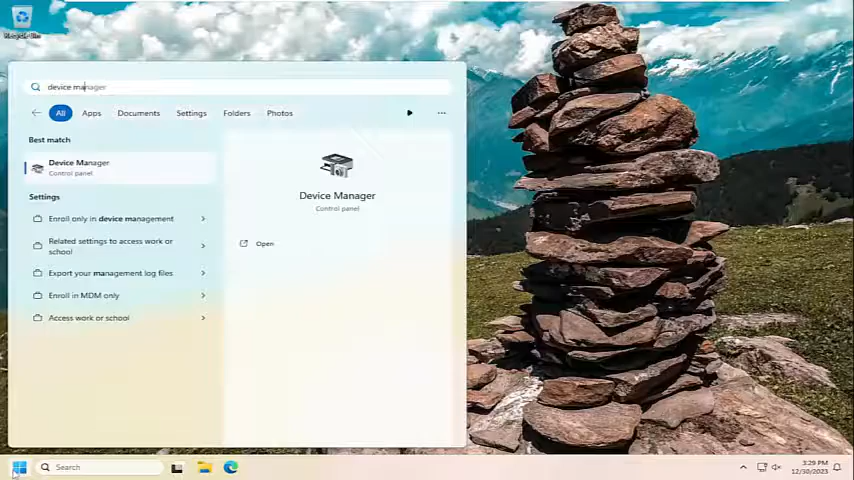 Recycle Bin
device manager
All
Apps
Documents
Settings
Folders
Photos
Best match
Device Manager
Control panel
Settings
Enroll only in device management
Related settings to access work or
school
Export your management log files
Enroll in MDM only
Access work or school
Device Manager
Control panel
Open
Search
3:29 PM
12/30/2023